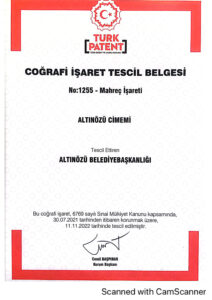 TÜRK
PATENT
COĞRAFİ İŞARET TESCİL BELGESİ
No:1255 - Mahreç İşareti
ALTINÖZÜ CİMEMİ
Tescil Ettiren
ALTINÖZÜ BELEDİYEBAŞKANLIĞI
Bu coğrafi işaret, 6769 sayılı Sınai Mülkiyet Kanunu kapsamında,
30.07.2021 tarihinden itibaren korunmak üzere,
11.11.2022 tarihinde tescil edilmiştir.
Cemil BAŞPINAR
Kurum Başkanı
Scanned with CamScanner